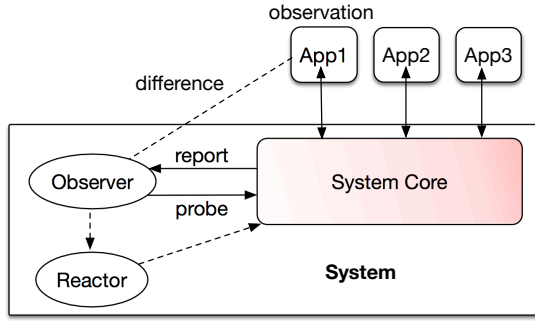 observation
App1 App2 App3
difference
report
Observer
System Core
probe
Reactor
System